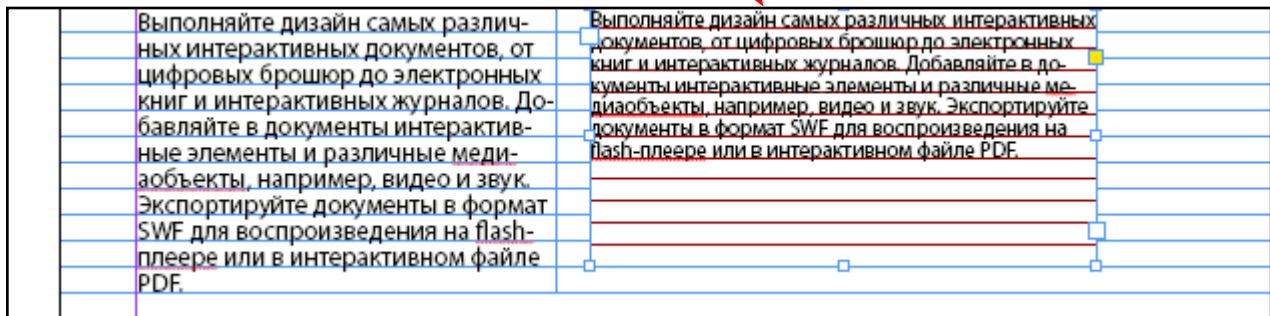 Выполняйте дизайн самых различ-
ных интерактивных документов, от
цифровых брошюр до электронных
книг и интерактивных журналов. До-
бавляйте в документы интерактив-
ные элементы и различные меди-
аобъекты, например, видео и звук.
Экспортируйте документы в формат
SWF для воспроизведения на flash-
плеере или в интерактивном файле
PDF.
Выполняйте дизайн самых различных интерактивных
документов, от цифровых брошюр до электронных
книг и интерактивных журналов. Добавляйте в до-
кументы интерактивные элементы и различные ме-
диаобъекты, например, видео и звук. Экспортируйте
документы в формат SWF для воспроизведения на
flash-плеере или в интерактивном файле PDF.